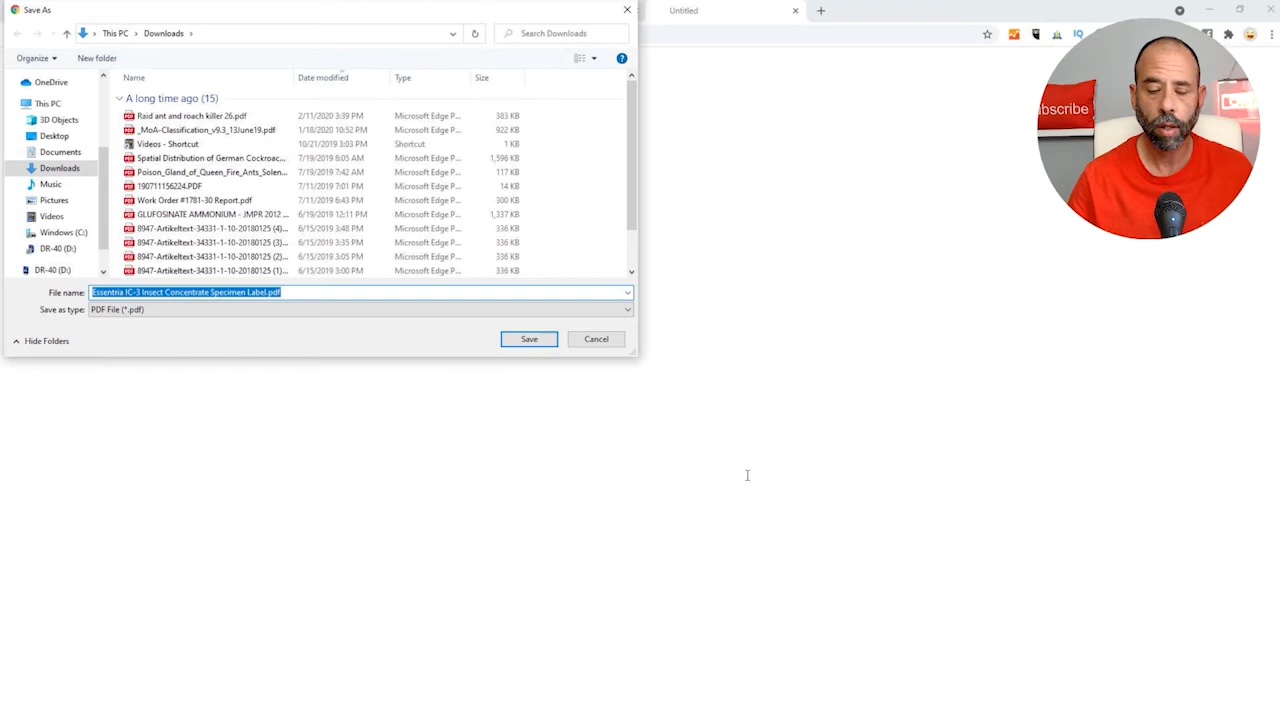 Save As
Untitled
This PC > Downloads >
Search Downloads
Organize
New folder
Name Date modified Type Size
OneDrive
This PC
3D Objects
Desktop
Documents
Downloads
Music
Pictures
Videos
Windows (C:)
DR-40 (D:)
DR-40 (D:)
A long time ago (15)
Raid ant and roach killer 26.pdf 2/11/2020 3:39 PM Microsoft Edge P... 383 KB
_MoA-Classification_v9.3_13June19.pdf 1/18/2020 10:52 PM Microsoft Edge P... 922 KB
Videos - Shortcut 10/21/2019 3:03 PM Shortcut 1 KB
Spatial Distribution of German Cockroac... 7/19/2019 8:05 AM Microsoft Edge P... 1,596 KB
Poison_Gland_of_Queen_Fire_Ants_Solen... 7/19/2019 7:42 AM Microsoft Edge P... 117 KB
190711156224.PDF 7/11/2019 7:01 PM Microsoft Edge P... 14 KB
Work Order #1781-30 Report.pdf 7/11/2019 6:43 PM Microsoft Edge P... 300 KB
GLUFOSINATE AMMONIUM - JMPR 2012 ... 6/19/2019 12:11 PM Microsoft Edge P... 1,337 KB
8947-Artikeltext-34331-1-10-20180125 (4)... 6/15/2019 3:48 PM Microsoft Edge P... 336 KB
8947-Artikeltext-34331-1-10-20180125 (3)... 6/15/2019 3:35 PM Microsoft Edge P... 336 KB
8947-Artikeltext-34331-1-10-20180125 (2)... 6/15/2019 3:05 PM Microsoft Edge P... 336 KB
8947-Artikeltext-34331-1-10-20180125 (1)... 6/15/2019 3:00 PM Microsoft Edge P... 336 KB
File name: Essentria IC-3 Insect Concentrate Specimen Label.pdf
Save as type: PDF File (*.pdf)
Hide Folders
Save
Cancel
IQ
ubscribe